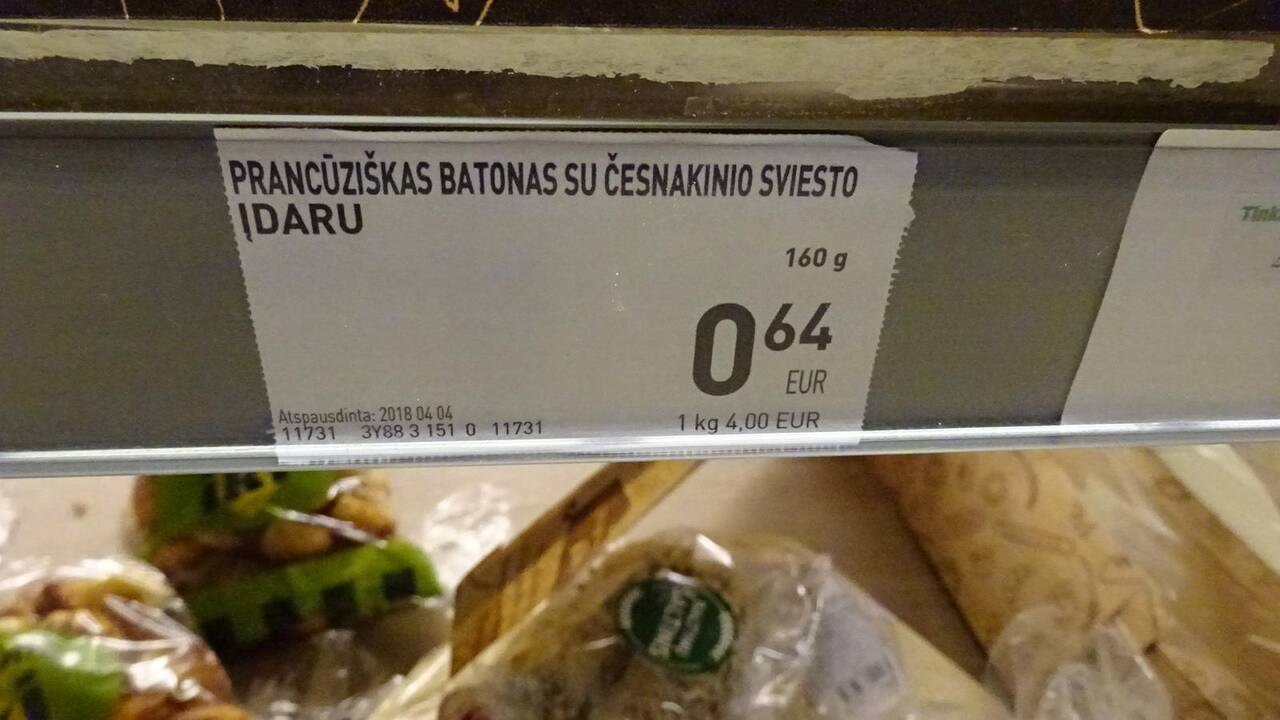 PRANCŪZIŠKAS BATONAS SU ČESNAKINIO SVIESTO
ĮDARU
160 g
0 64
EUR
1 kg 4,00 EUR
Atspausdinta: 2018 04 04
11731 3Y88 3 151 0 11731